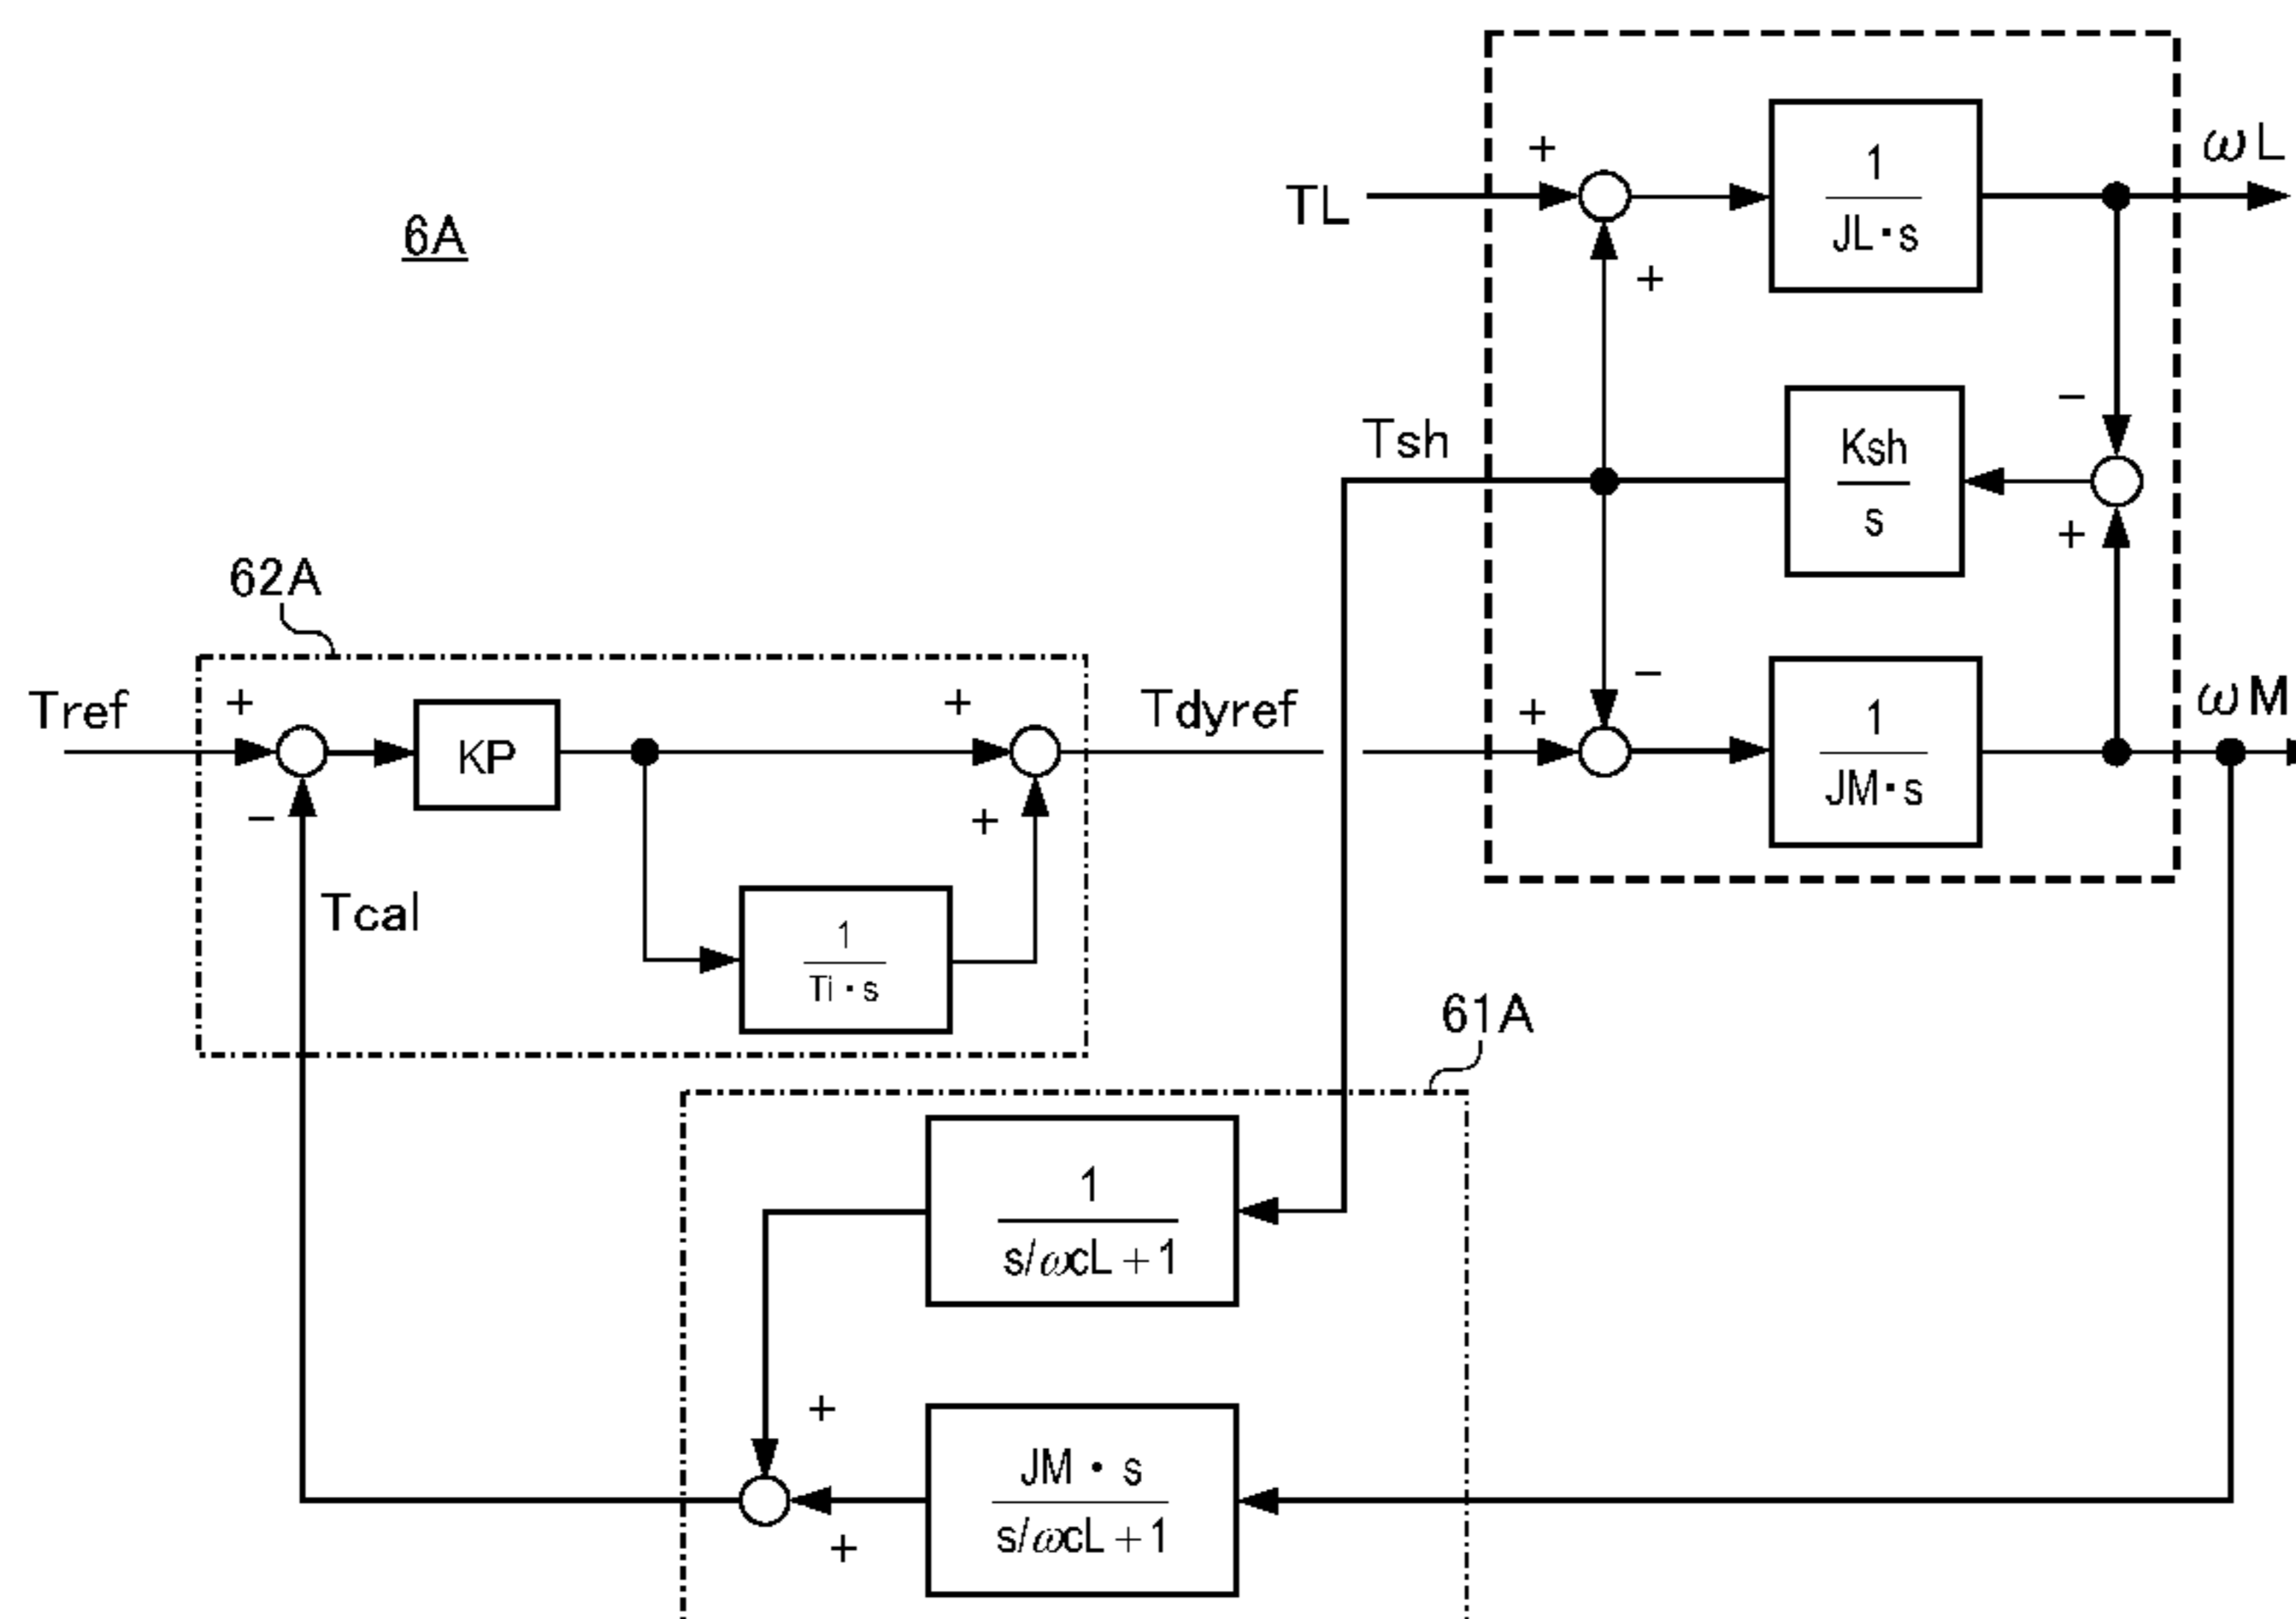 6A
TL
+
+
1
JL・s
ωL
Tsh
Ksh
s
−
+
62A
Tref
+
−
KP
+
+
Tdyref
+
−
1
JM・s
ωM
Tcal
1
Ti・s
61A
1
s/ωcL+1
+
+
JM・s
s/ωcL+1